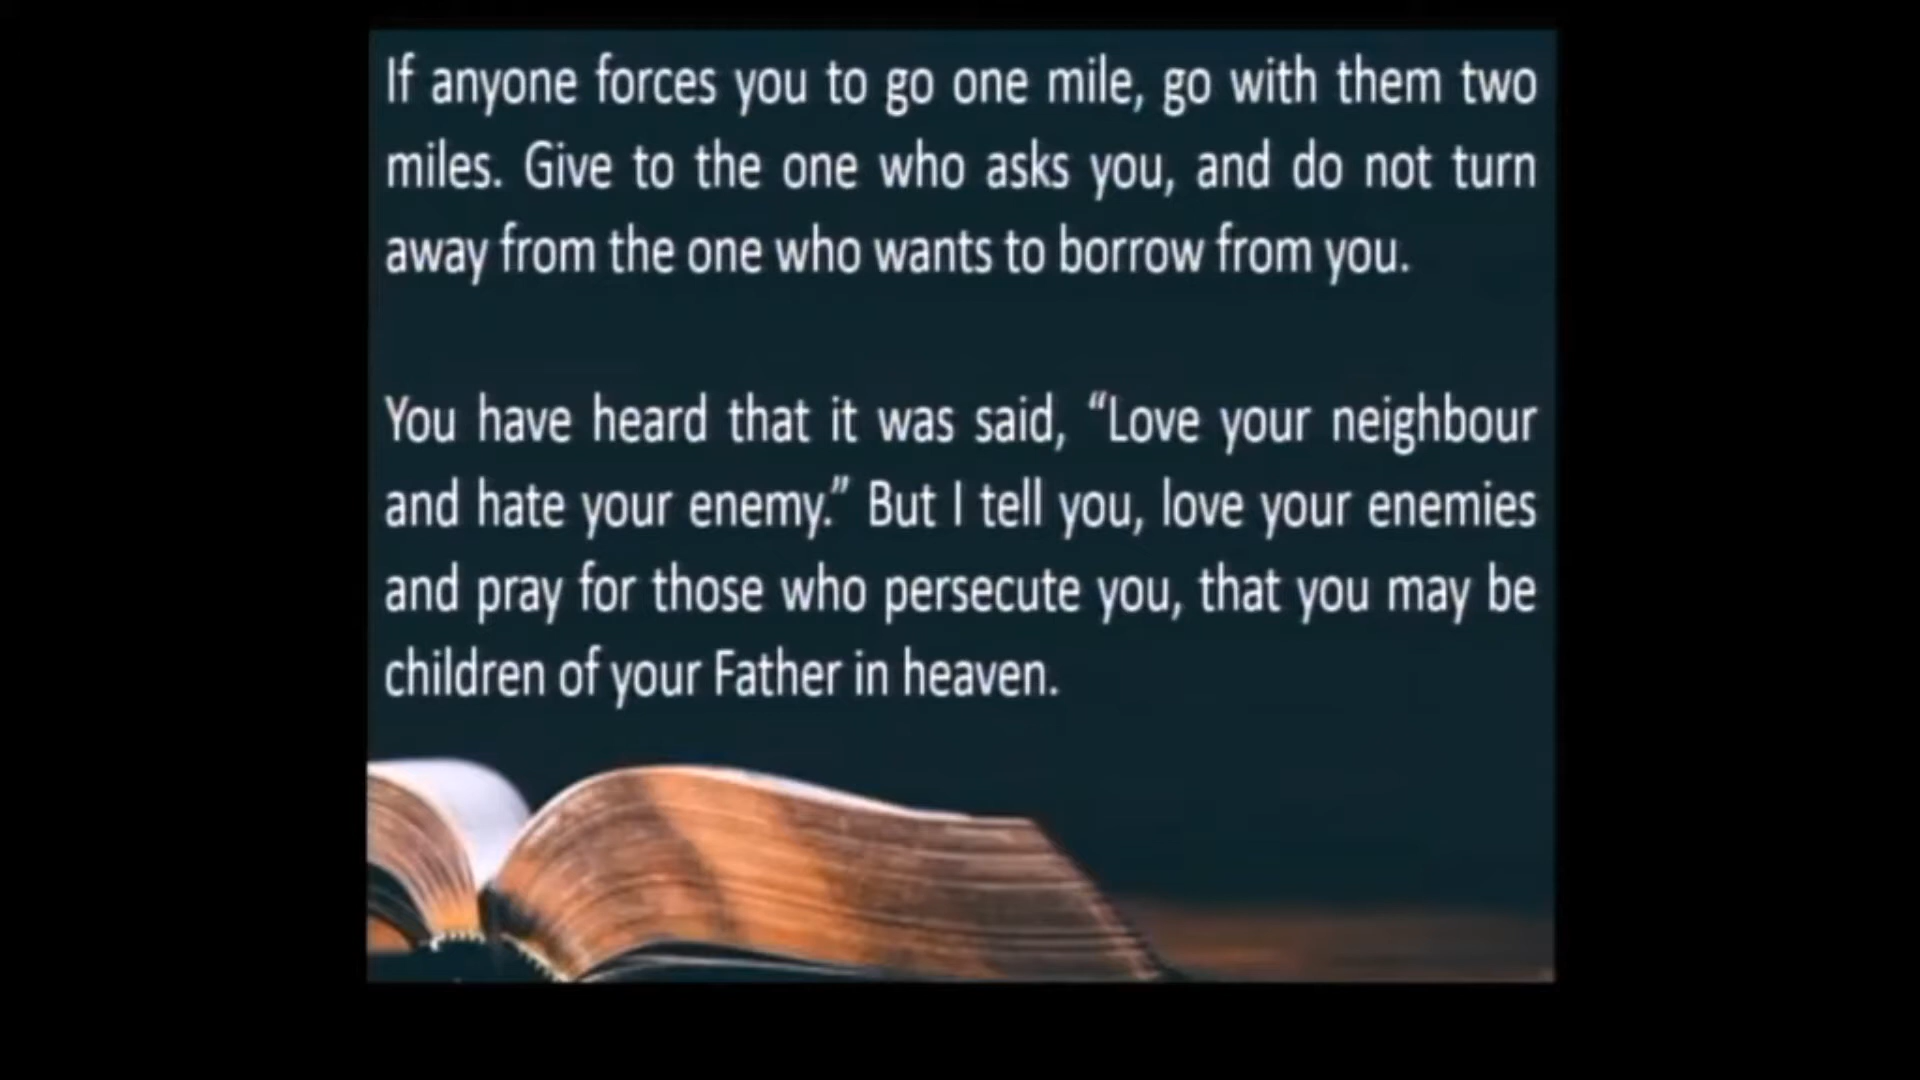 If anyone forces you to go one mile, go with them two
miles. Give to the one who asks you, and do not turn
away from the one who wants to borrow from you.
You have heard that it was said, “Love your neighbour
and hate your enemy.” But I tell you, love your enemies
and pray for those who persecute you, that you may be
children of your Father in heaven.